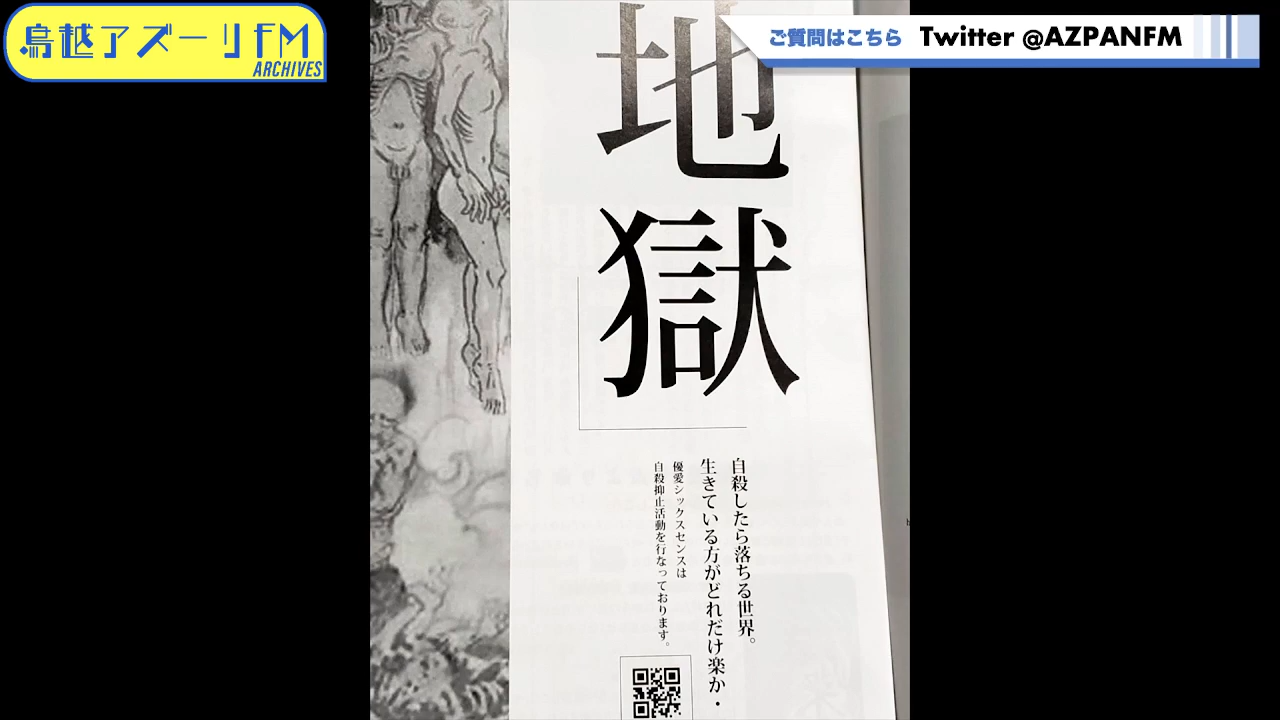 鳥越アズーリFM
ARCHIVES
ご質問はこちら Twitter @AZPANFM
地獄
自殺したら落ちる世界。
生きている方がどれだけ楽か・
優愛シックスセンスは
自殺抑止活動を行なっております。